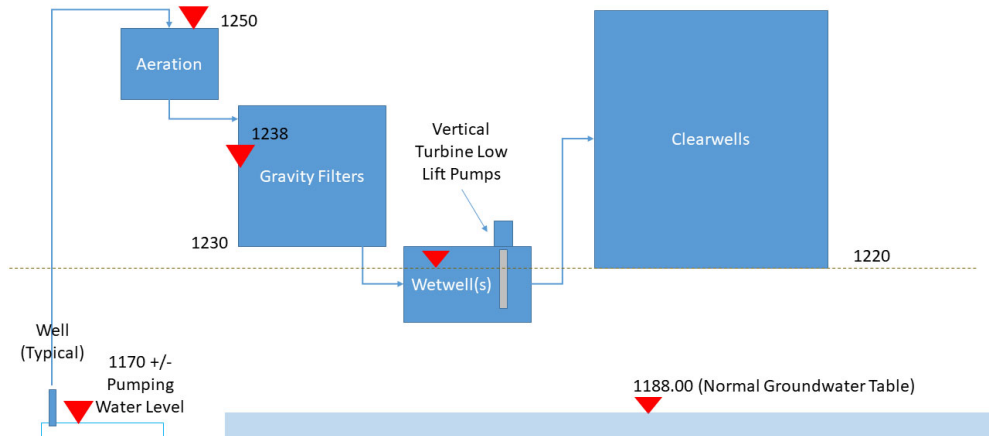 1250
Aeration
1238
Gravity Filters
1230
Vertical
Turbine Low
Lift Pumps
Wetwell(s)
Clearwells
1220
Well
(Typical)
1170 +/-
Pumping
Water Level
1188.00 (Normal Groundwater Table)